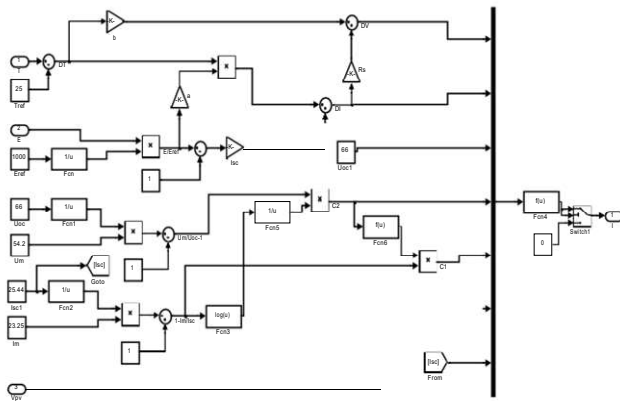 K-
b
DV
1
T
DT
25
Tref
-K-
a
-K-
Rs
DI
2
E
1000
Eref
1/u
Fcn
E/Eref
K-
Isc
1
66
Uoc1
66
Uoc
1/u
Fcn1
54.2
Um
Um/Uoc-1
1
1/u
Fcn5
C2
f(u)
Fcn6
C1
f(u)
Fcn4
0
Switch1
1
I
25.44
Isc1
1/u
Fcn2
[Isc]
Goto
23.25
Im
1-Im/Isc
1
log(u)
Fcn3
[Isc]
From
3
Vpv